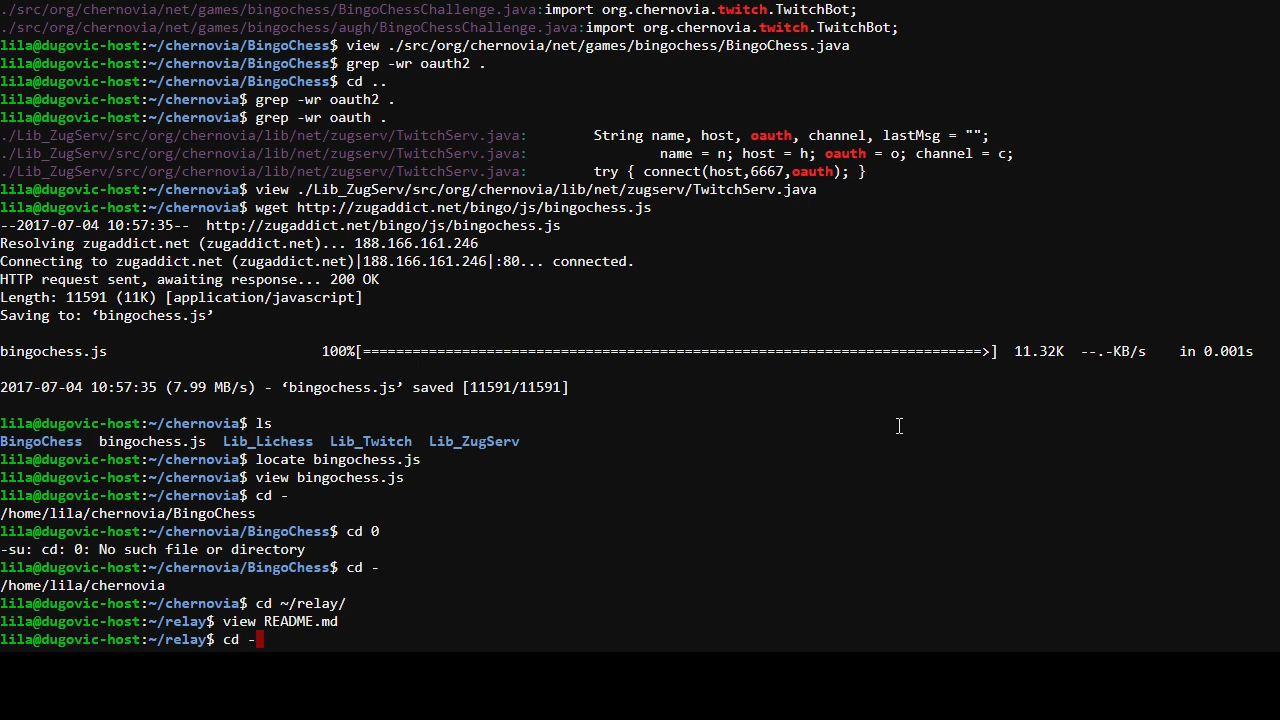 ./src/org/chernovia/net/games/bingochess/BingoChessChallenge.java:import org.chernovia.twitch.TwitchBot;
./src/org/chernovia/net/games/bingochess/augh/BingoChessChallenge.java:import org.chernovia.twitch.TwitchBot;
lila@dugovic-host:~/chernovia/BingoChess$ view ./src/org/chernovia/net/games/bingochess/BingoChess.java
lila@dugovic-host:~/chernovia/BingoChess$ grep -wr oauth2 .
lila@dugovic-host:~/chernovia/BingoChess$ cd ..
lila@dugovic-host:~/chernovia$ grep -wr oauth2 .
lila@dugovic-host:~/chernovia$ grep -wr oauth .
./Lib_ZugServ/src/org/chernovia/lib/net/zugserv/TwitchServ.java:        String name, host, oauth, channel, lastMsg = "";
./Lib_ZugServ/src/org/chernovia/lib/net/zugserv/TwitchServ.java:                name = n; host = h; oauth = o; channel = c;
./Lib_ZugServ/src/org/chernovia/lib/net/zugserv/TwitchServ.java:        try { connect(host,6667,oauth); }
lila@dugovic-host:~/chernovia$ view ./Lib_ZugServ/src/org/chernovia/lib/net/zugserv/TwitchServ.java
lila@dugovic-host:~/chernovia$ wget http://zugaddict.net/bingo/js/bingochess.js
--2017-07-04 10:57:35--  http://zugaddict.net/bingo/js/bingochess.js
Resolving zugaddict.net (zugaddict.net)... 188.166.161.246
Connecting to zugaddict.net (zugaddict.net)|188.166.161.246|:80... connected.
HTTP request sent, awaiting response... 200 OK
Length: 11591 (11K) [application/javascript]
Saving to: ‘bingochess.js’
bingochess.js                          100%[===========================================================================>]  11.32K  --.-KB/s    in 0.001s
2017-07-04 10:57:35 (7.99 MB/s) - ‘bingochess.js’ saved [11591/11591]
lila@dugovic-host:~/chernovia$ ls
BingoChess  bingochess.js  Lib_Lichess  Lib_Twitch  Lib_ZugServ
lila@dugovic-host:~/chernovia$ locate bingochess.js
lila@dugovic-host:~/chernovia$ view bingochess.js
lila@dugovic-host:~/chernovia$ cd -
/home/lila/chernovia/BingoChess
lila@dugovic-host:~/chernovia/BingoChess$ cd 0
-su: cd: 0: No such file or directory
lila@dugovic-host:~/chernovia/BingoChess$ cd -
/home/lila/chernovia
lila@dugovic-host:~/chernovia$ cd ~/relay/
lila@dugovic-host:~/relay$ view README.md
lila@dugovic-host:~/relay$ cd -